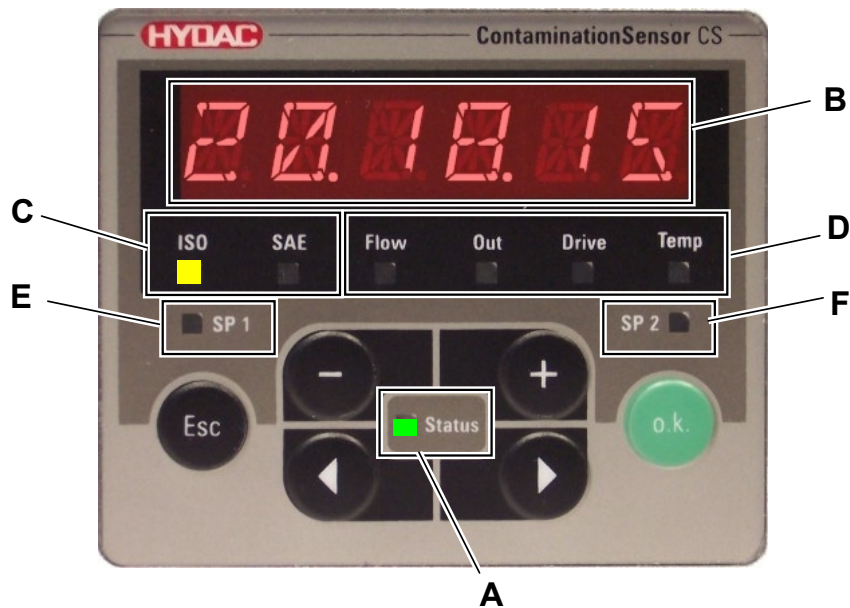 HYDAC ContaminationSensor CS
20.18.15
B
C
ISO SAE Flow Out Drive Temp
D
E
SP 1 SP 2
F
− +
Esc Status o.k.
A